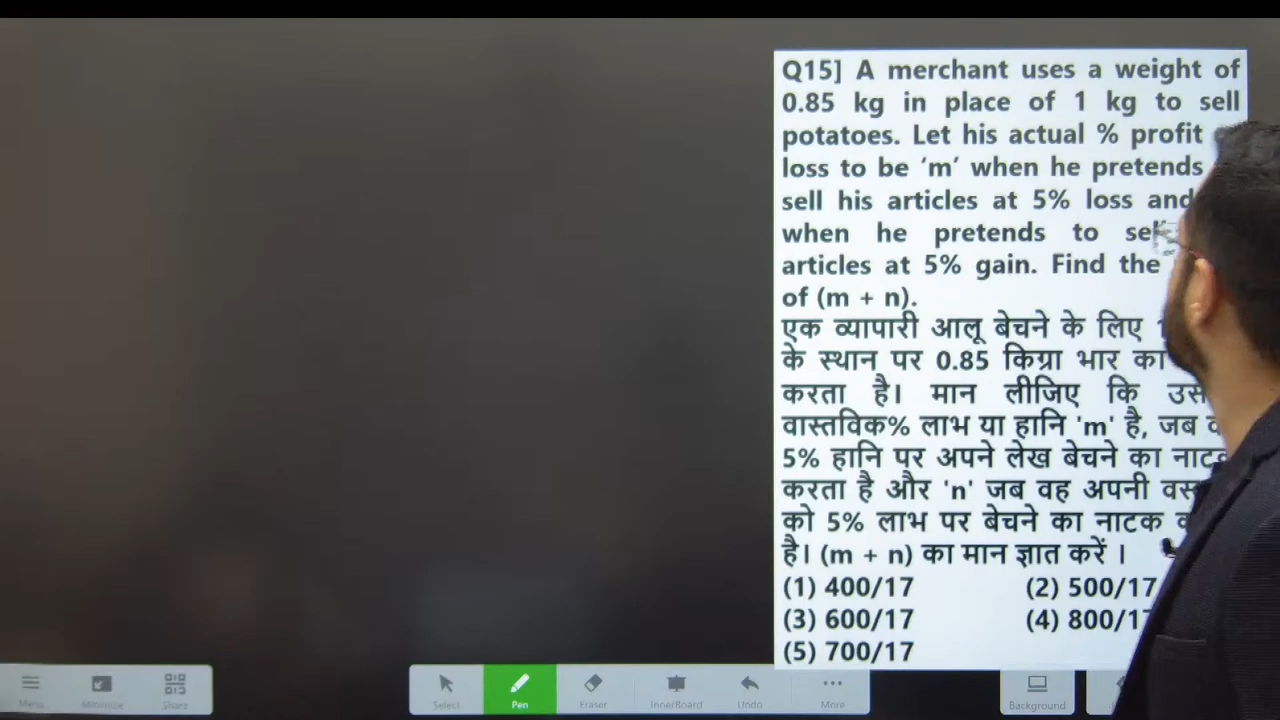 Q15] A merchant uses a weight of
0.85 kg in place of 1 kg to sell
potatoes. Let his actual % profit
loss to be ‘m’ when he pretends
sell his articles at 5% loss and
when he pretends to
articles at 5% gain. Find the
of (m + n).
एक व्यापारी आलू बेचने के लिए
के स्थान पर 0.85 किग्रा भार का
करता है। मान लीजिए कि
वास्तविक% लाभ या हानि 'm' है, जब
5% हानि पर अपने लेख बेचने का
करता है और 'n' जब वह अपनी
को 5% लाभ पर बेचने का नाटक
है। (m + n) का मान ज्ञात करें ।
(1) 400/17 (2) 500/17
(3) 600/17 (4)
(5) 700/17
Menu Minimize Share Select Pen Eraser InnerBoard Undo More Background